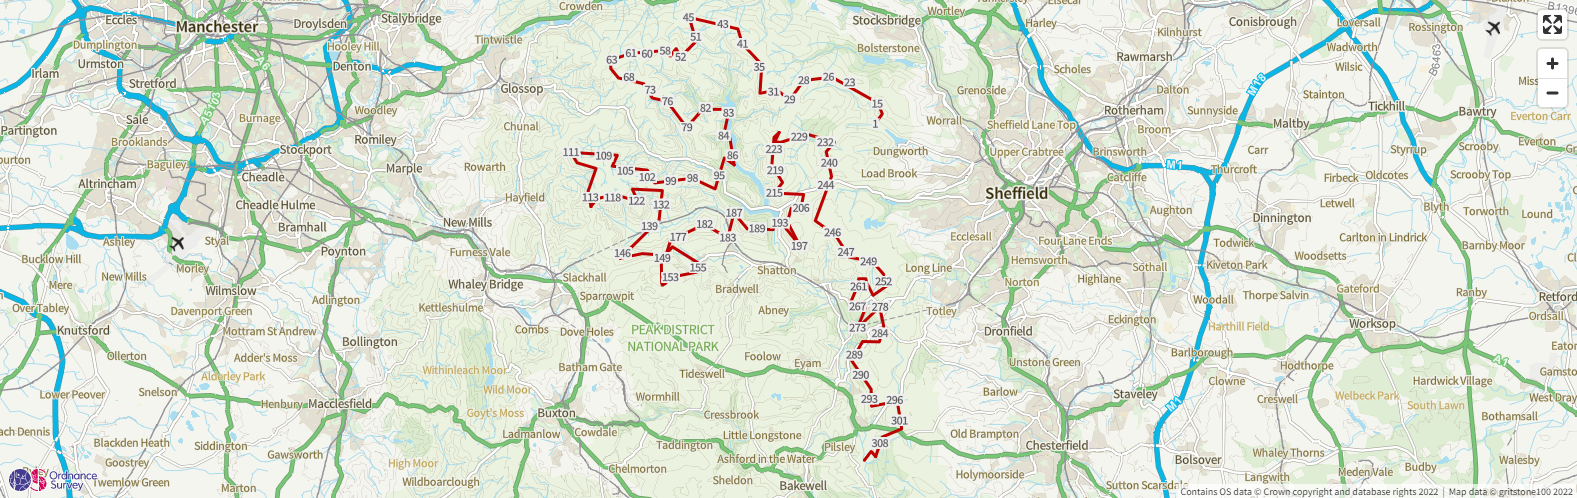 Eccles
Manchester
Droylsden
Stalybridge
Crowden
45
43
Stocksbridge
Wortley
Harley
Conisbrough
Loversall
Rossington
B1396
Dumplington
Hooley Hill
Tintwistle
51
41
Bolsterstone
Kilnhurst
Wadworth
Urmston
Denton
63
61
60
58
52
Rawmarsh
Wilsic
B6463
Irlam
Stretford
68
35
Scholes
Glossop
73
31
28
26
23
Grenoside
M18
Stainton
76
29
15
Rotherham
Sunnyside
Tickhill
Bawtry
Sale
A5103
Burnage
Woodley
82
83
1
Worrall
Sheffield Lane Top
Maltby
Everton Carr
Partington
Brooklands
Romiley
Chunal
79
84
229
232
Broom
Stockport
111
109
86
223
Dungworth
Upper Crabtree
Brinsworth
Carr
Styrrup
Scrooby
Baguley
Marple
Rowarth
105
219
240
Load Brook
M1
Thurcroft
Altrincham
Cheadle
102
99
98
95
215
244
Catcliffe
Firbeck
Oldcotes
Scrooby Top
Hayfield
113
118
122
132
206
Sheffield
Letwell
Blyth
Torworth
Lound
Cheadle Hulme
New Mills
187
Aughton
Dinnington
Bramhall
139
182
189
193
246
Ecclesall
Four Lane Ends
Todwick
Carlton in Lindrick
Barnby Moor
Ashley
Styal
Poynton
Furness Vale
146
177
183
197
247
Bucklow Hill
New Mills
Morley
149
155
Shatton
249
Long Line
Hemsworth
Sothall
Kiveton Park
Woodsetts
Slackhall
153
252
Norton
Highlane
Mere
Wilmslow
Adlington
Whaley Bridge
Sparrowpit
Bradwell
261
Woodall
Thorpe Salvin
Gateford
Ranby
Retford
Over Tabley
Davenport Green
Kettleshulme
267
278
Totley
Eckington
Ordsall
Knutsford
Mottram St Andrew
Combs
Dove Holes
PEAK DISTRICT
NATIONAL PARK
Abney
273
284
Dronfield
Harthill Field
Worksop
Ollerton
Adder's Moss
Bollington
Foolow
Eyam
289
Unstone Green
Barlborough
Hodthorpe
A1
Alderley Park
Withinleach Moor
Batham Gate
Tideswell
290
Clowne
Hardwick Village
Lower Peover
Snelson
Henbury
Macclesfield
Wild Moor
Wormhill
293
296
Barlow
Staveley
Creswell
Welbeck Park
South Lawn
West Drayton
Goyt's Moss
Buxton
Cressbrook
301
M1
Bothamsall
Blackden Heath
Siddington
Ladmanlow
Cowdale
Little Longstone
308
Old Brampton
Chesterfield
Goostrey
Gawsworth
High Moor
Taddington
Pilsley
Whaley Thorns
Budby
Walesby
Chelmorton
Ashford in the Water
Holymoorside
Bolsover
Langwith
Meden Vale
Twemlow Green
Marton
Wildboarclough
Sheldon
Bakewell
Ordnance
Survey
Contains OS data © Crown copyright and database rights 2022 | Map data © gritstone100 2022